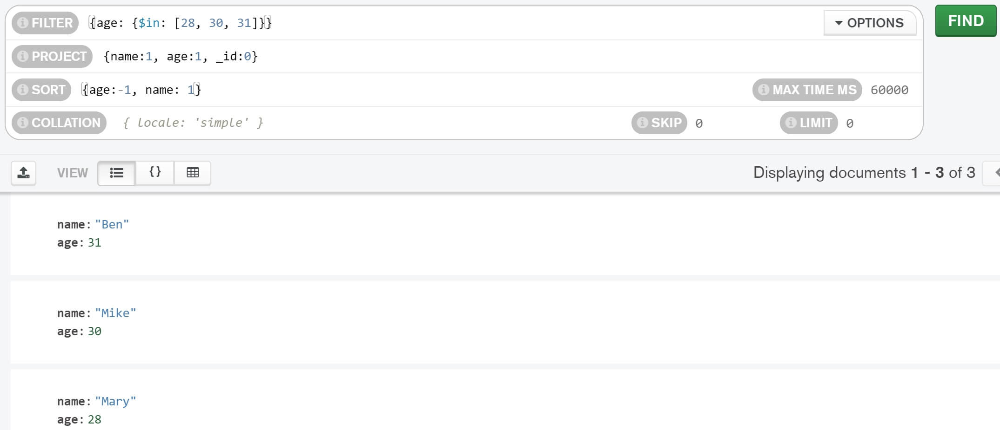 FILTER {age: {$in: [28, 30, 31]}} OPTIONS FIND
PROJECT {name:1, age:1, _id:0}
SORT {age:-1, name: 1} MAX TIME MS 60000
COLLATION { locale: 'simple' } SKIP 0 LIMIT 0
VIEW {} Displaying documents 1 - 3 of 3
name: "Ben"
age: 31
name: "Mike"
age: 30
name: "Mary"
age: 28